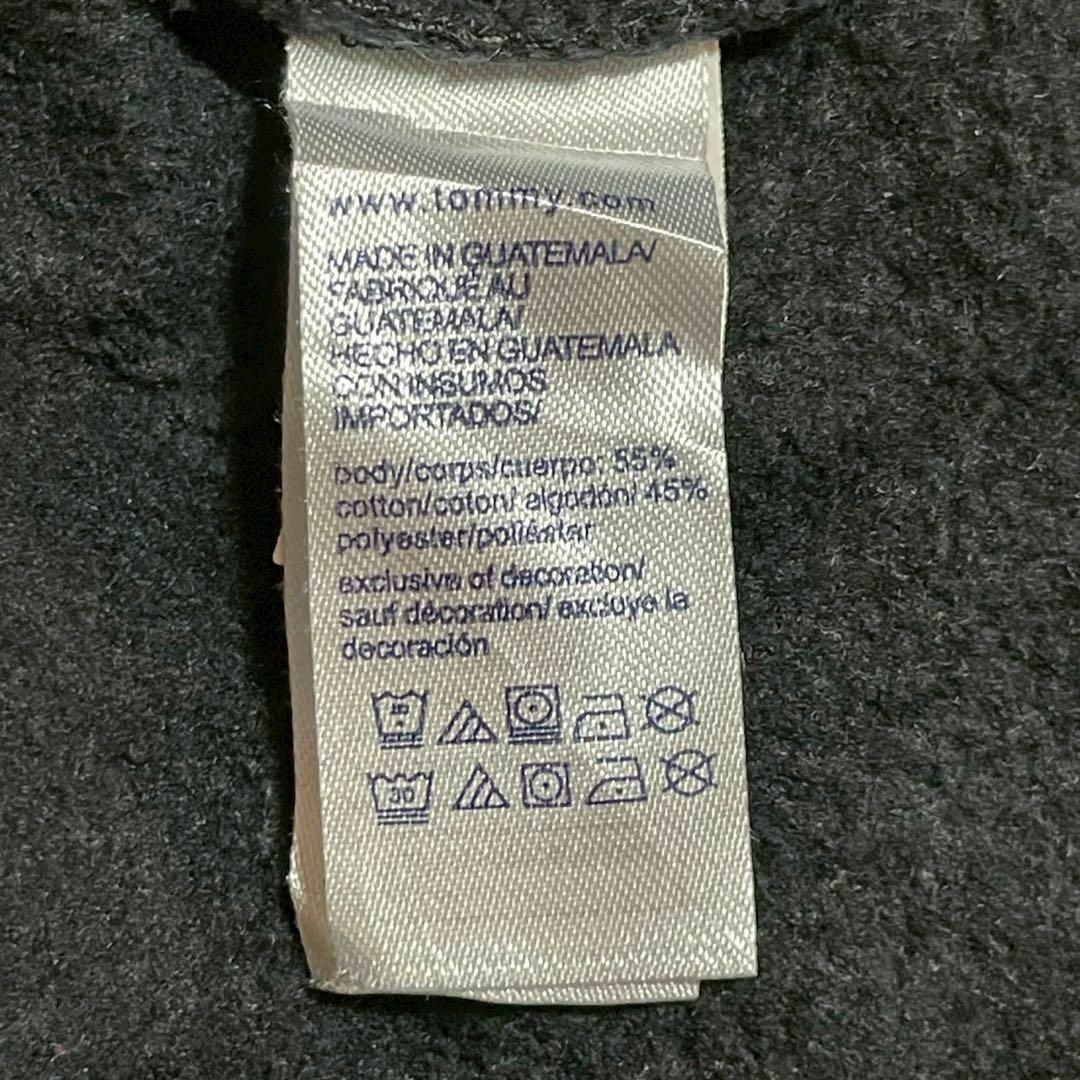 www.tommy.com
MADE IN GUATEMALA/
FABRIQUÉ AU
GUATEMALA/
HECHO EN GUATEMALA
CON INSUMOS
IMPORTADOS/
body/corps/cuerpo: 55%
cotton/coton/ algodón/ 45%
polyester/poliéster
exclusive of decoration/
sauf décoration/ excluye la
decoración
30